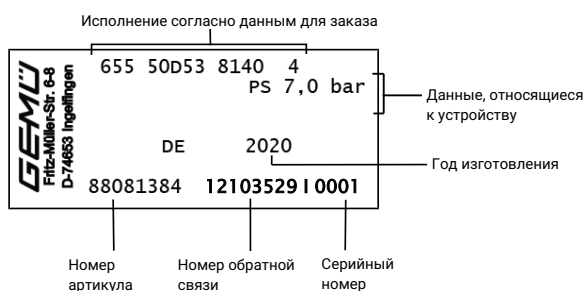 Исполнение согласно данным для заказа
GEMÜ
Fritz-Müller-Str. 6-8
D-74653 Ingelfingen
655 50D53 8140 4
PS 7,0 bar
Данные, относящиеся
к устройству
DE 2020
Год изготовления
88081384 12103529 I 0001
Номер
артикула
Номер обратной
связи
Серийный
номер